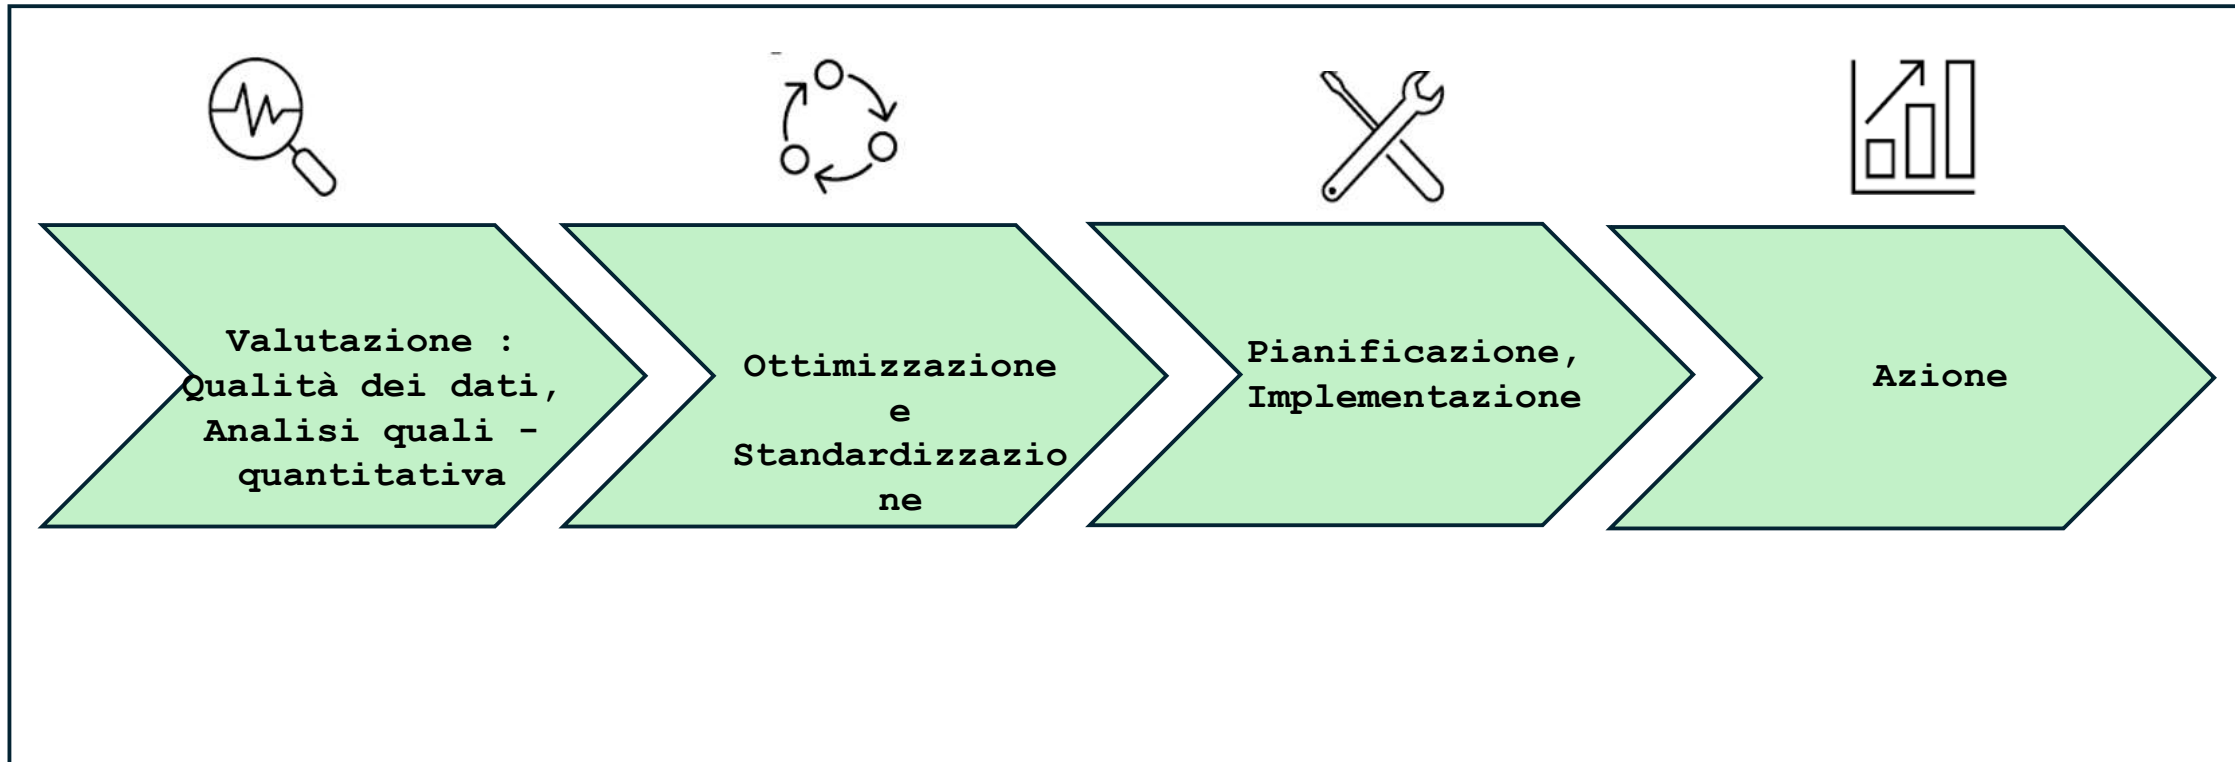 Valutazione :
Qualità dei dati,
Analisi quali -
quantitativa
Ottimizzazione
e
Standardizzazio
ne
Pianificazione,
Implementazione
Azione